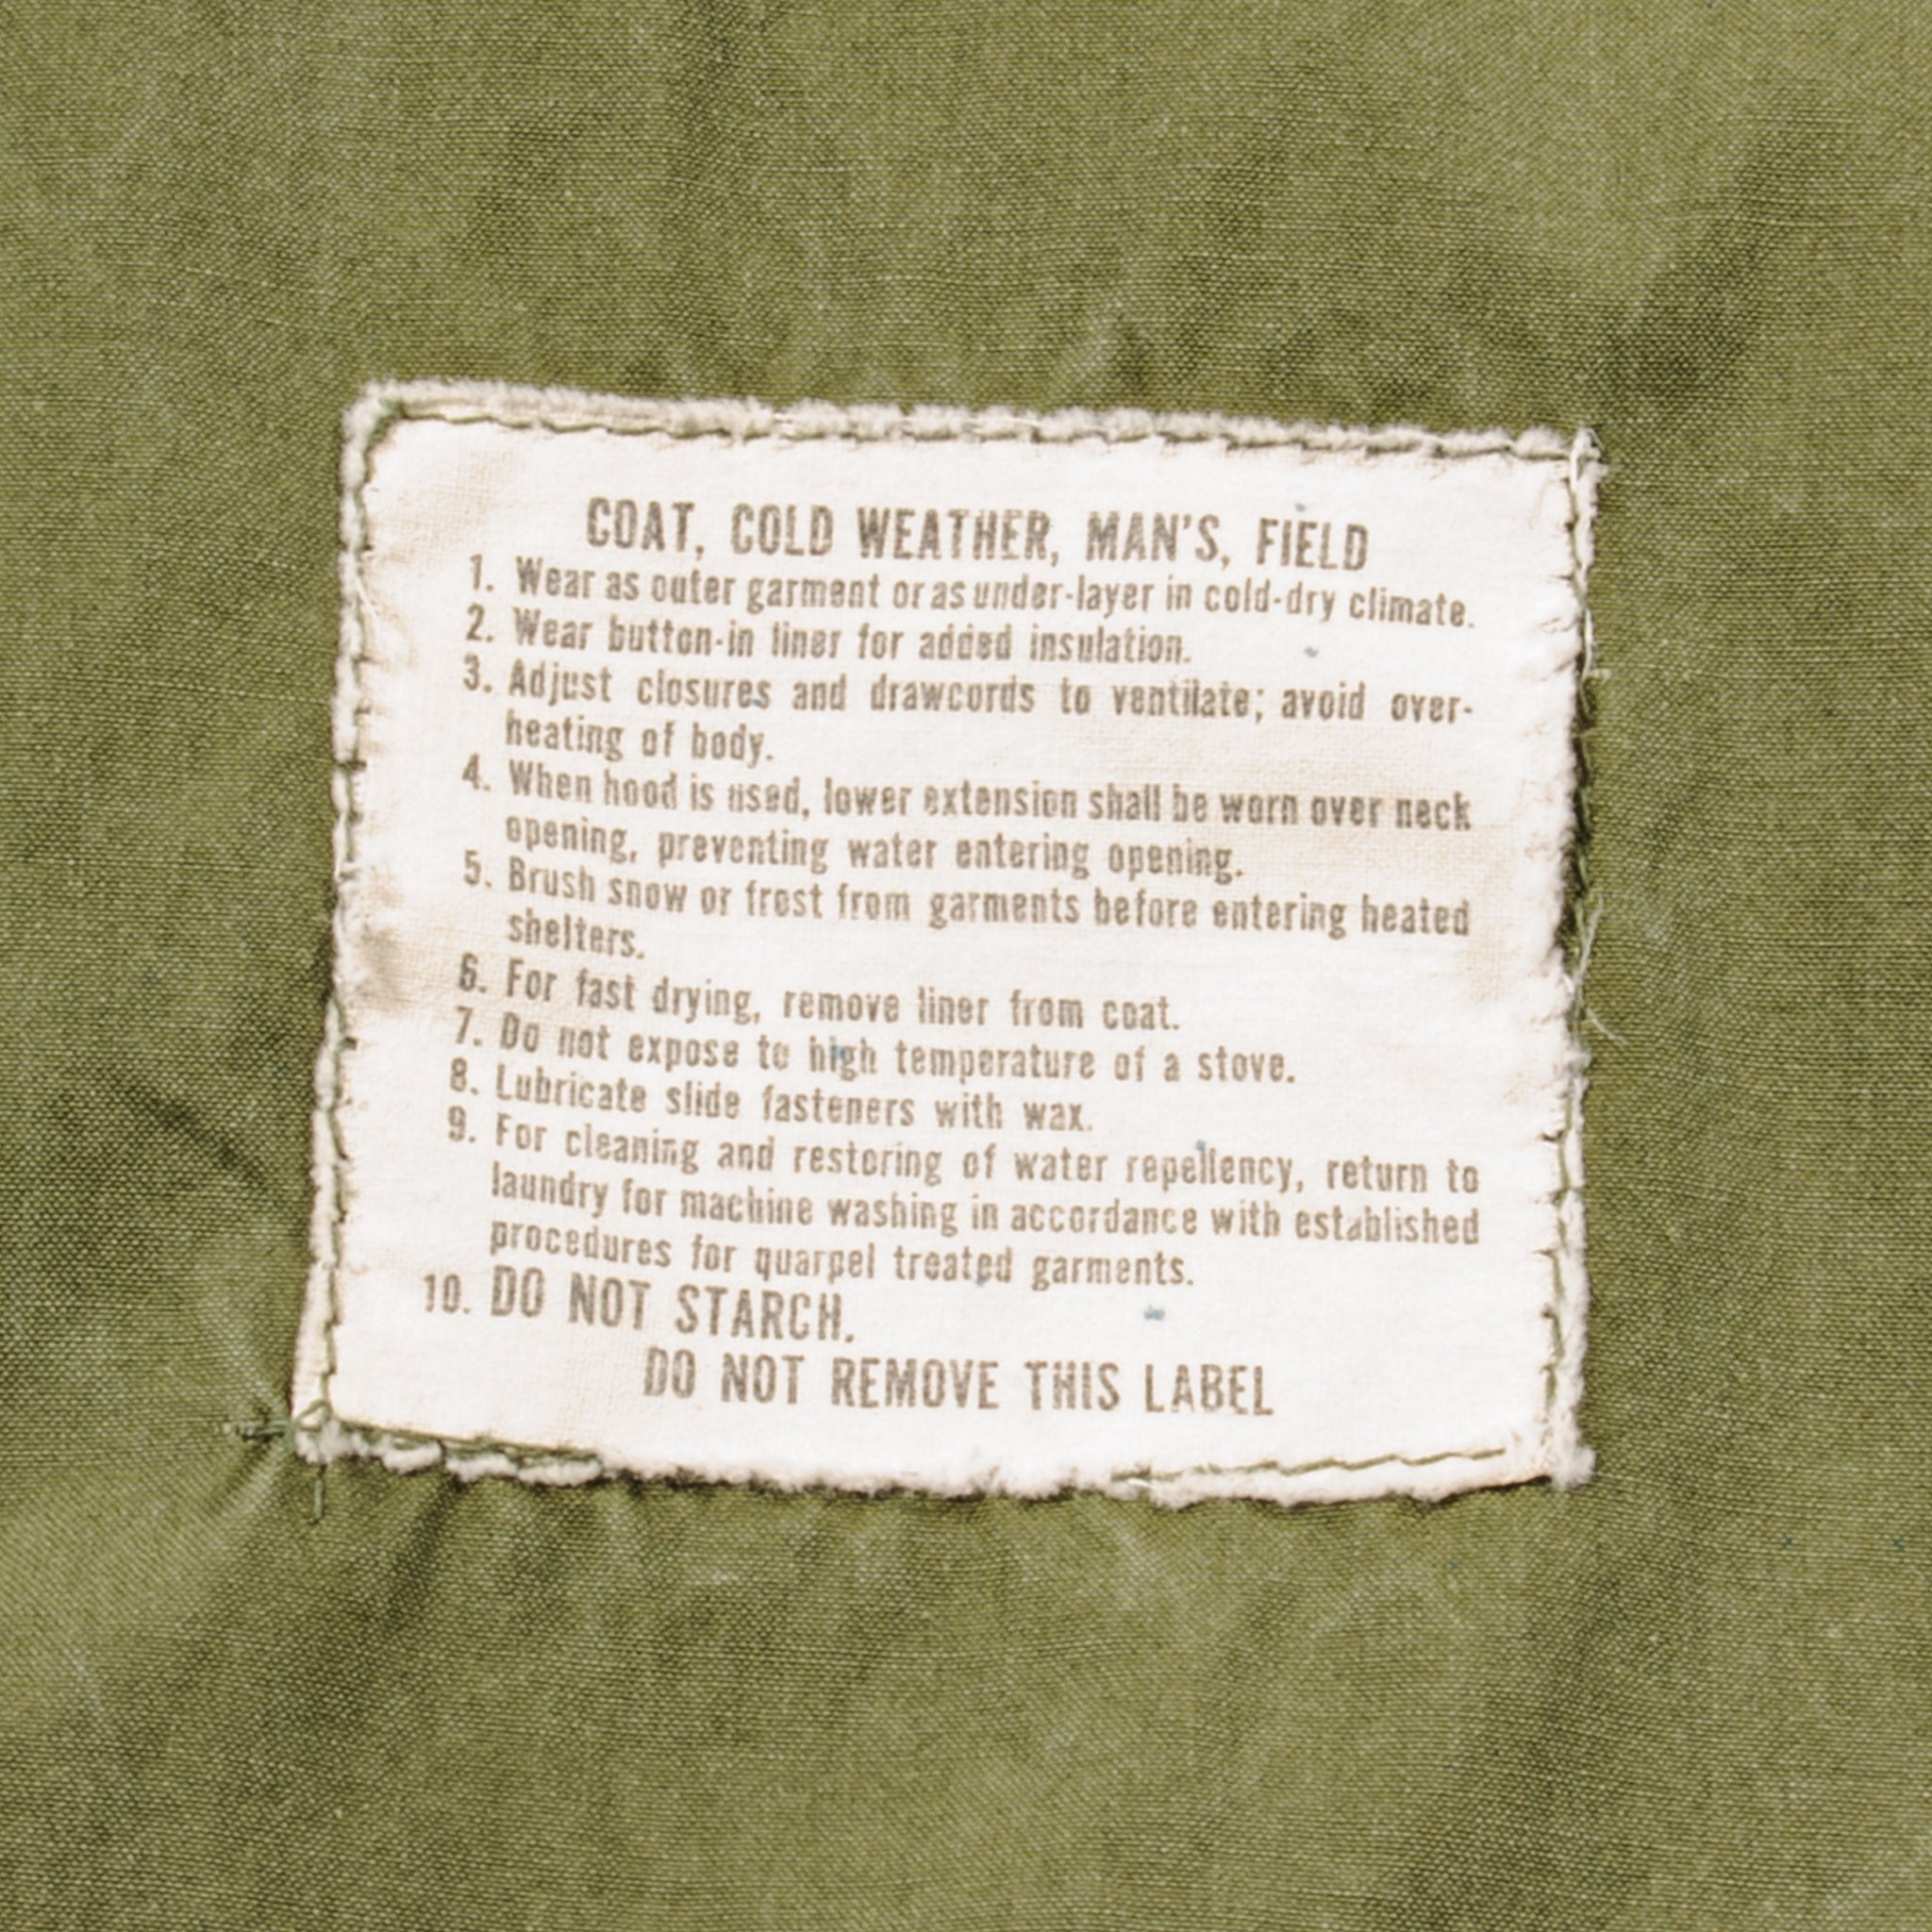 COAT, COLD WEATHER, MAN'S, FIELD
1. Wear as outer garment or as under-layer in cold-dry climate.
2. Wear button-in liner for added insulation.
3. Adjust closures and drawcords to ventilate; avoid over-
heating of body.
4. When hood is used, lower extension shall be worn over neck
opening, preventing water entering opening.
5. Brush snow or frost from garments before entering heated
shelters.
6. For fast drying, remove liner from coat.
7. Do not expose to high temperature of a stove.
8. Lubricate slide fasteners with wax.
9. For cleaning and restoring of water repellency, return to
laundry for machine washing in accordance with established
procedures for quarpel treated garments.
10. DO NOT STARCH.
DO NOT REMOVE THIS LABEL